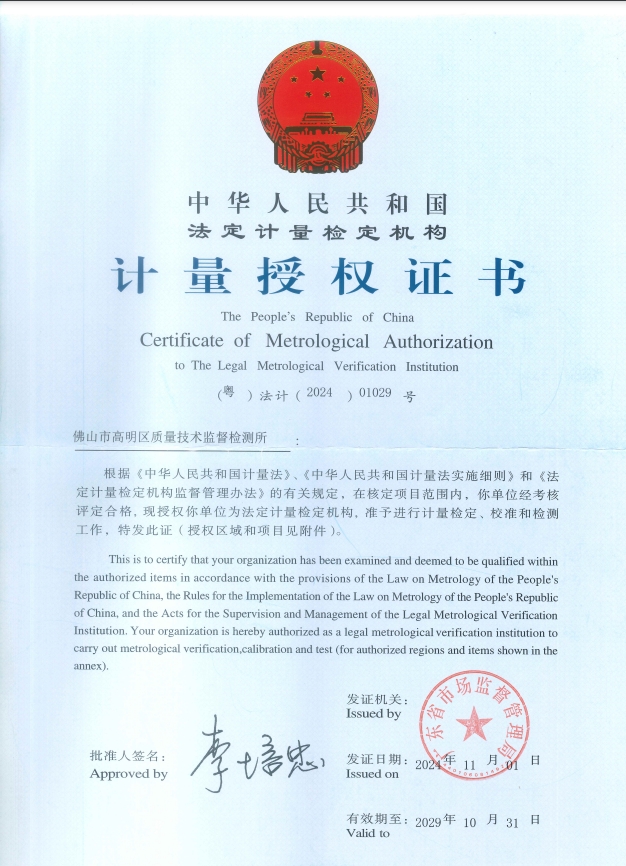 中华人民共和国
法定计量检定机构
计量授权证书
The People's Republic of China
Certificate of Metrological Authorization
to The Legal Metrological Verification Institution
(粤)法计(2024)01029号
佛山市高明区质量技术监督检测所:
根据《中华人民共和国计量法》、《中华人民共和国计量法实施细则》和《法
定计量检定机构监督管理办法》的有关规定，在核定项目范围内，你单位经考核
评定合格，现授权你单位为法定计量检定机构，准予进行计量检定、校准和检测
工作，特发此证（授权区域和项目见附件）。
This is to certify that your organization has been examined and deemed to be qualified within
the authorized items in accordance with the provisions of the Law on Metrology of the People's
Republic of China, the Rules for the Implementation of the Law on Metrology of the People's Republic
of China, and the Acts for the Supervision and Management of the Legal Metrological Verification
Institution. Your organization is hereby authorized as a legal metrological verification institution to
carry out metrological verification,calibration and test (for authorized regions and items shown in the
annex).
发证机关:
Issued by
广东省市场监督管理局
批准人签名:
Approved by
李培忠
发证日期: 2024年 11 月 01 日
Issued on
有效期至: 2029年 10 月 31 日
Valid to